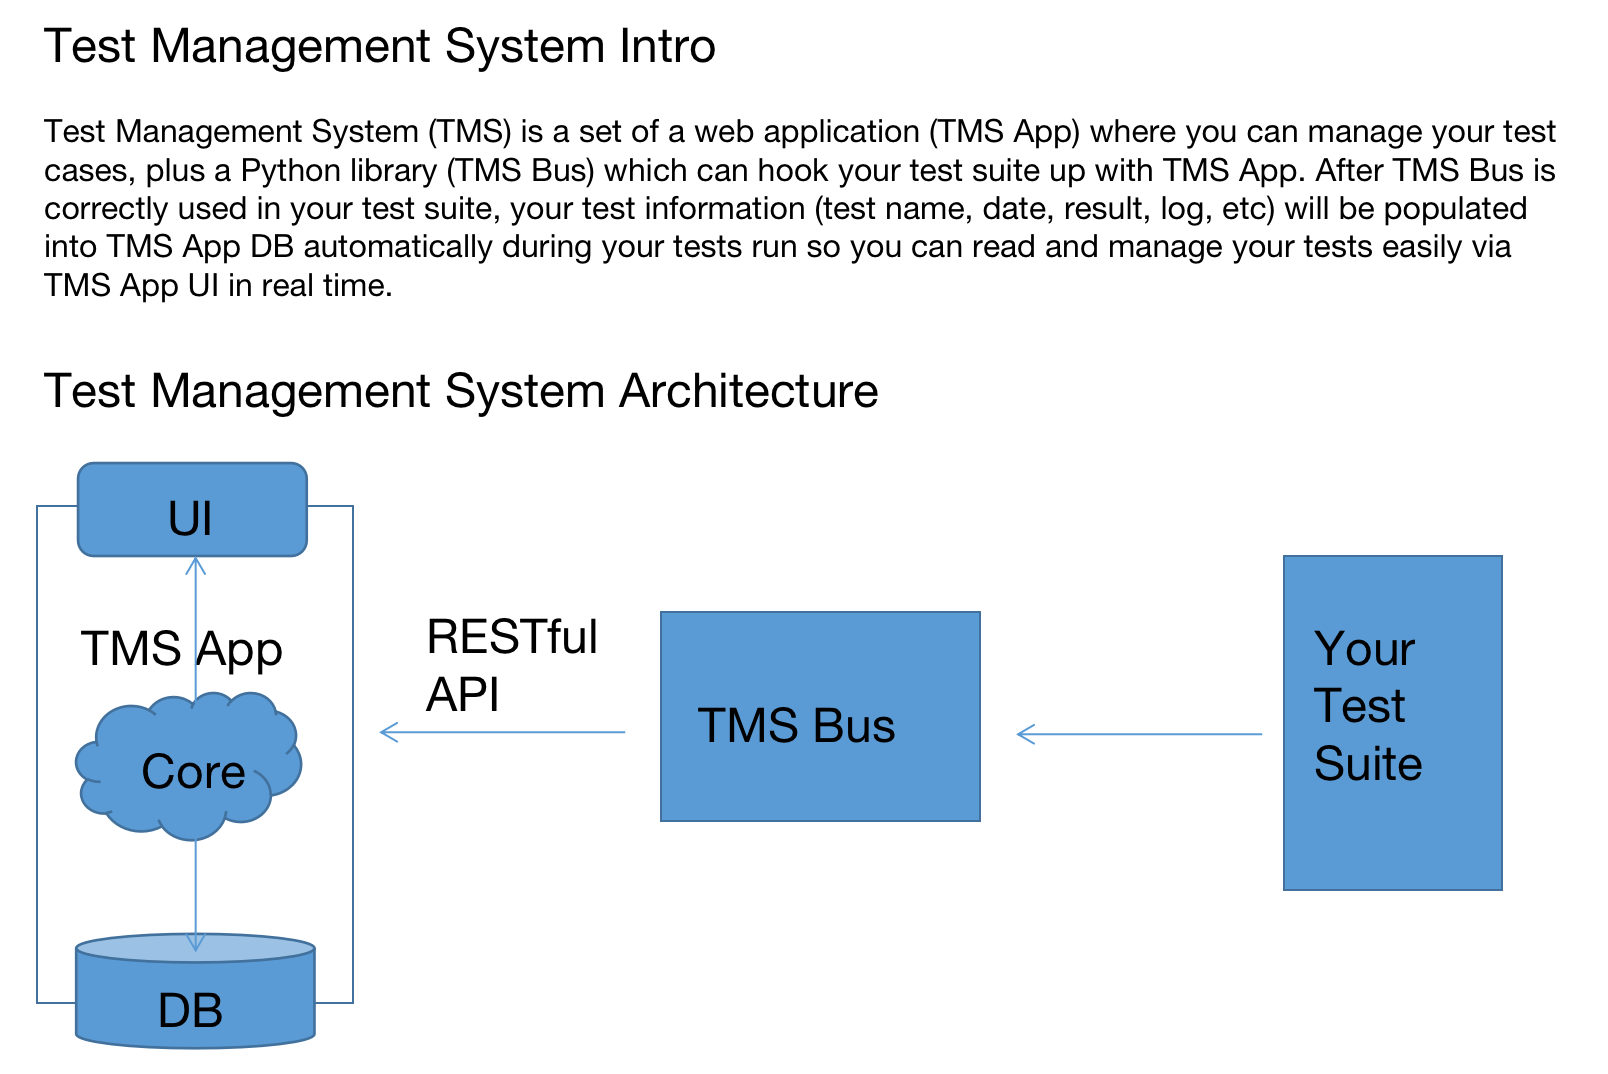 Test Management System Intro
Test Management System (TMS) is a set of a web application (TMS App) where you can manage your test
cases, plus a Python library (TMS Bus) which can hook your test suite up with TMS App. After TMS Bus is
correctly used in your test suite, your test information (test name, date, result, log, etc) will be populated
into TMS App DB automatically during your tests run so you can read and manage your tests easily via
TMS App UI in real time.
Test Management System Architecture
UI
TMS App
Core
DB
RESTful
API
TMS Bus
Your
Test
Suite